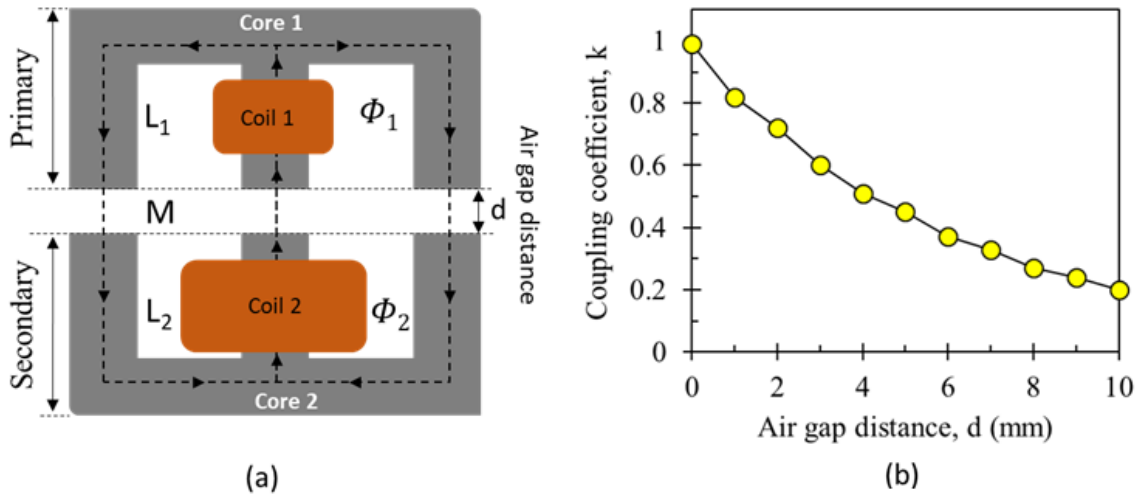 Core 1
Primary
L₁
Coil 1
Φ₁
M
d
Air gap distance
Secondary
L₂
Coil 2
Φ₂
Core 2
(a)
Coupling coefficient, k
1
0.8
0.6
0.4
0.2
0
0 2 4 6 8 10
Air gap distance, d (mm)
(b)